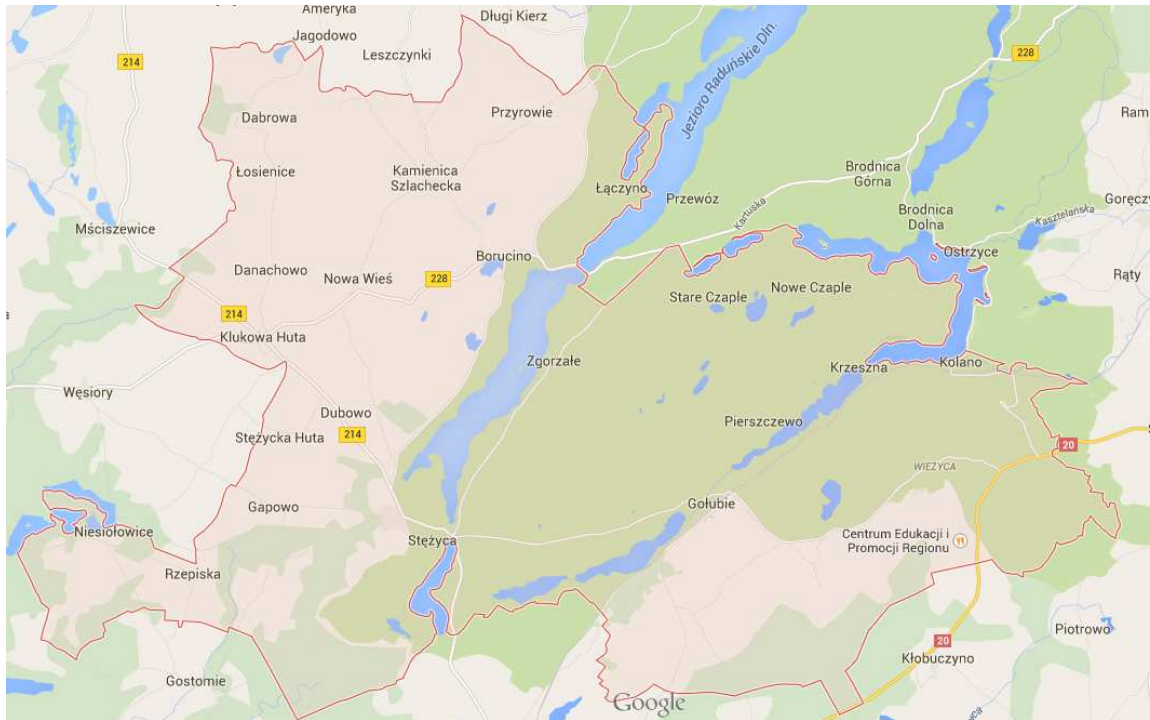 Ameryka
Długi Kierz
Jagodowo
Leszczynki
214
228
Przyrowie
Dabrowa
Jezioro Raduńskie Dln.
Ram
Kamienica
Szlachecka
Łosienice
Łączyno
Przewóz
Brodnica
Górna
Goręczy
Kartuska
Brodnica
Dolna
Kasztelańska
Mściszewice
Borucino
Ostrzyce
Danachowo
Nowa Wieś
228
Stare Czaple
Nowe Czaple
Rąty
214
Klukowa Huta
Zgorzałe
Krzeszna
Kolano
Węsiory
Dubowo
Pierszczewo
Stężycka Huta
214
20
WIEŻYCA
Gapowo
Gołubie
Niesiołowice
Stężyca
Centrum Edukacji i
Promocji Regionu
Rzepiska
Piotrowo
20
Kłobuczyno
Gostomie
Google